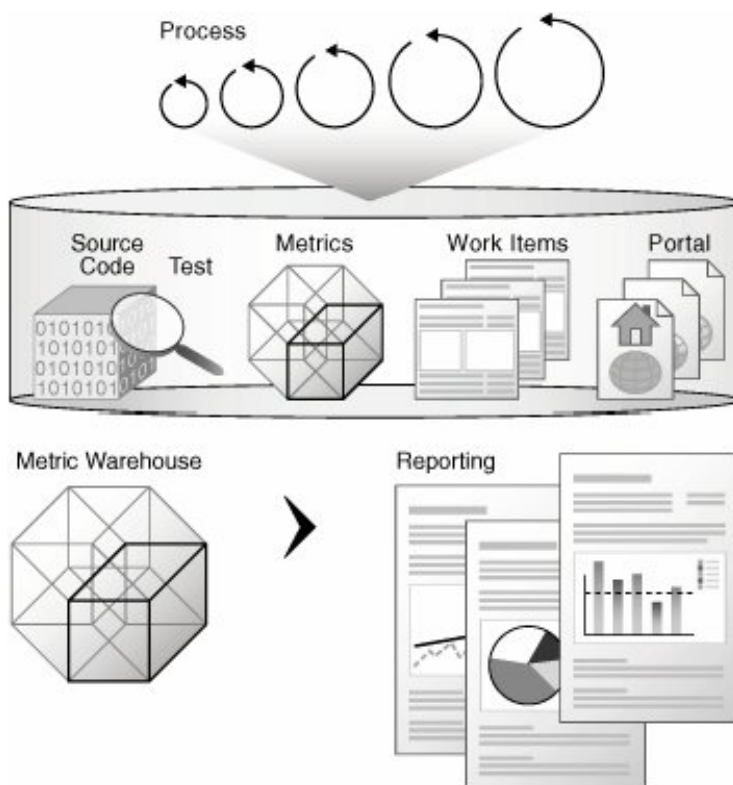 Process
Source
Code
Test
Metrics
Work Items
Portal
0101010
1010101
0101010
1010101
Metric Warehouse
Reporting